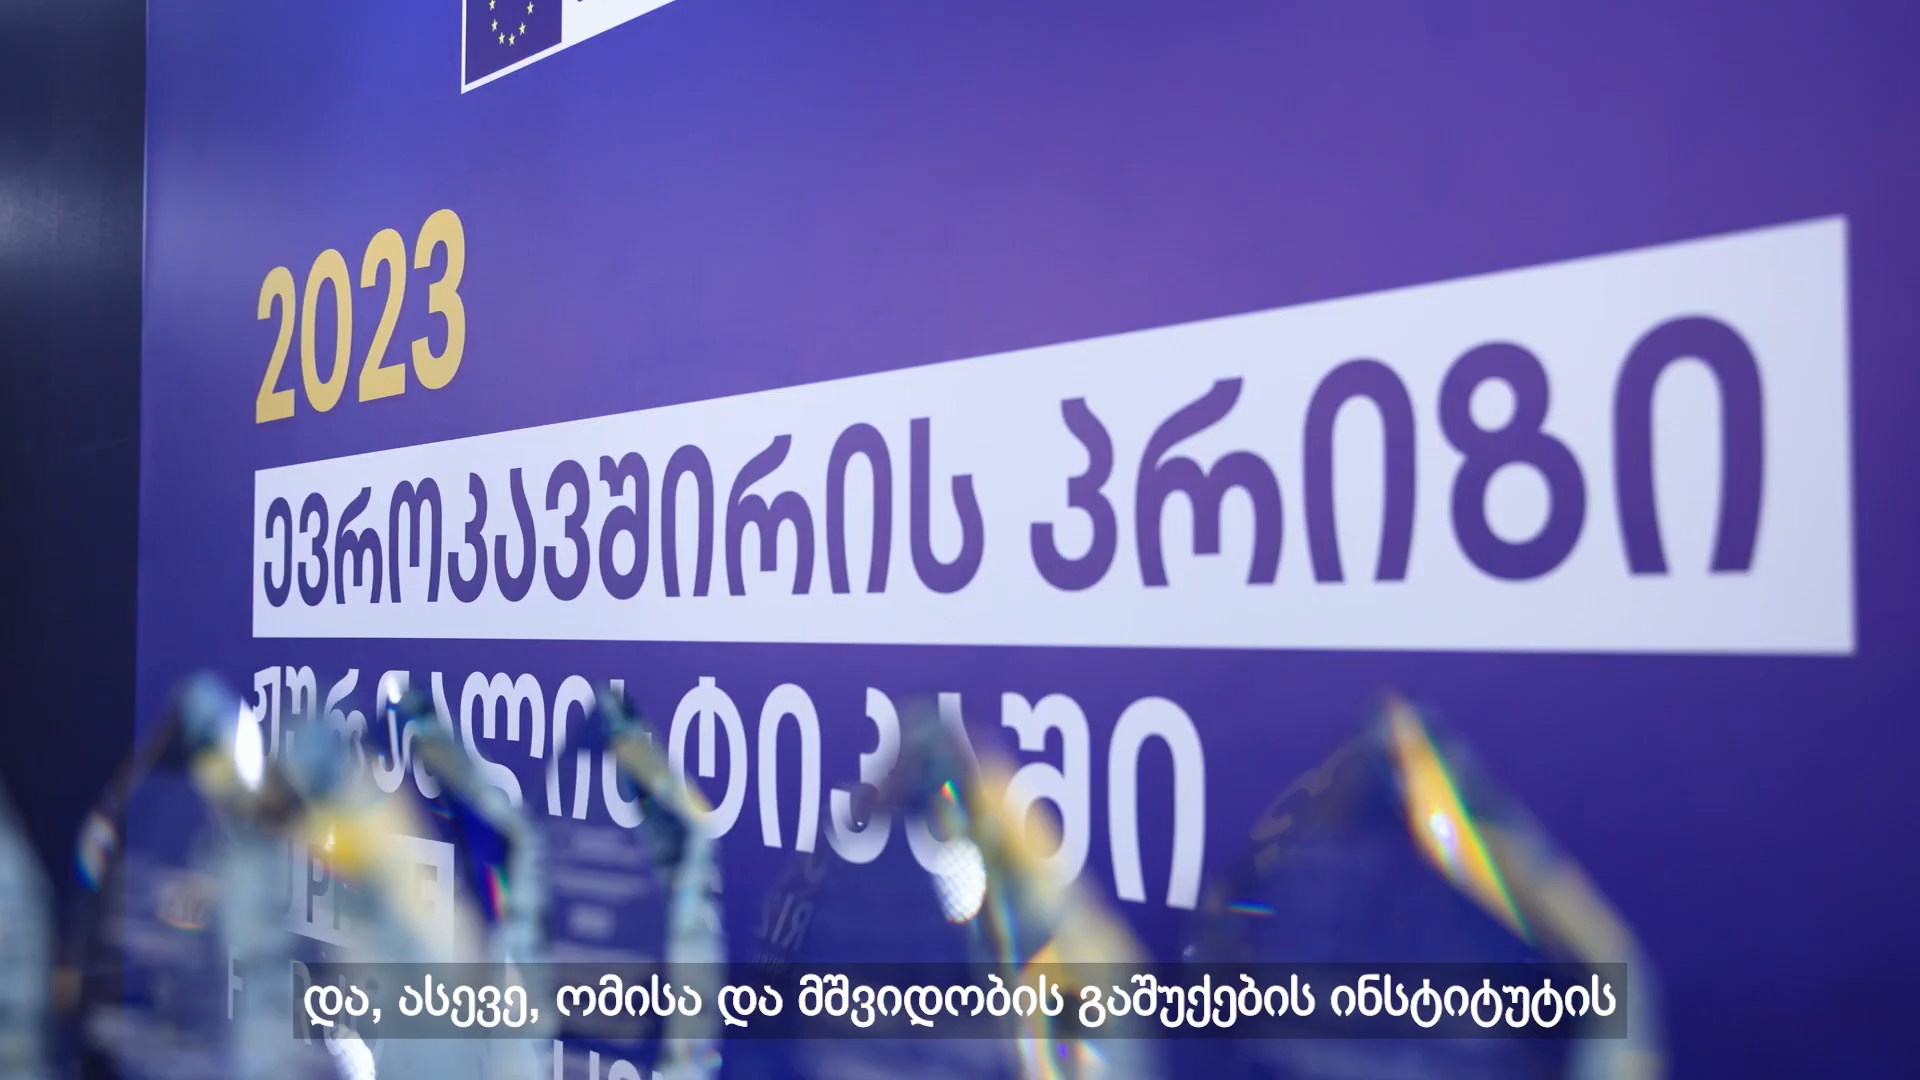 2023
ევროკავშირის პრიზი
ჟურნალისტიკაში
და, ასევე, ომისა და მშვიდობის გაშუქების ინსტიტუტის